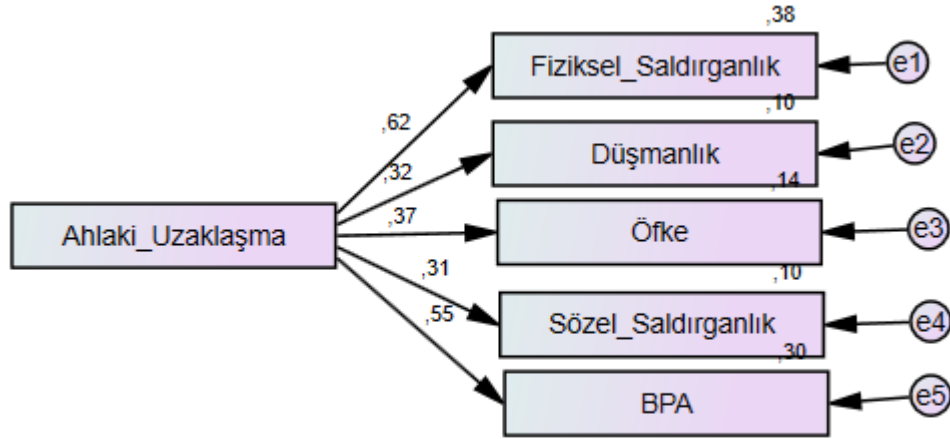 ,38
Fiziksel_Saldırganlık
e1
,62
,10
Düşmanlık
e2
,32
,14
Ahlaki_Uzaklaşma
,37
Öfke
e3
,10
,31
Sözel_Saldırganlık
e4
,55
,30
BPA
e5